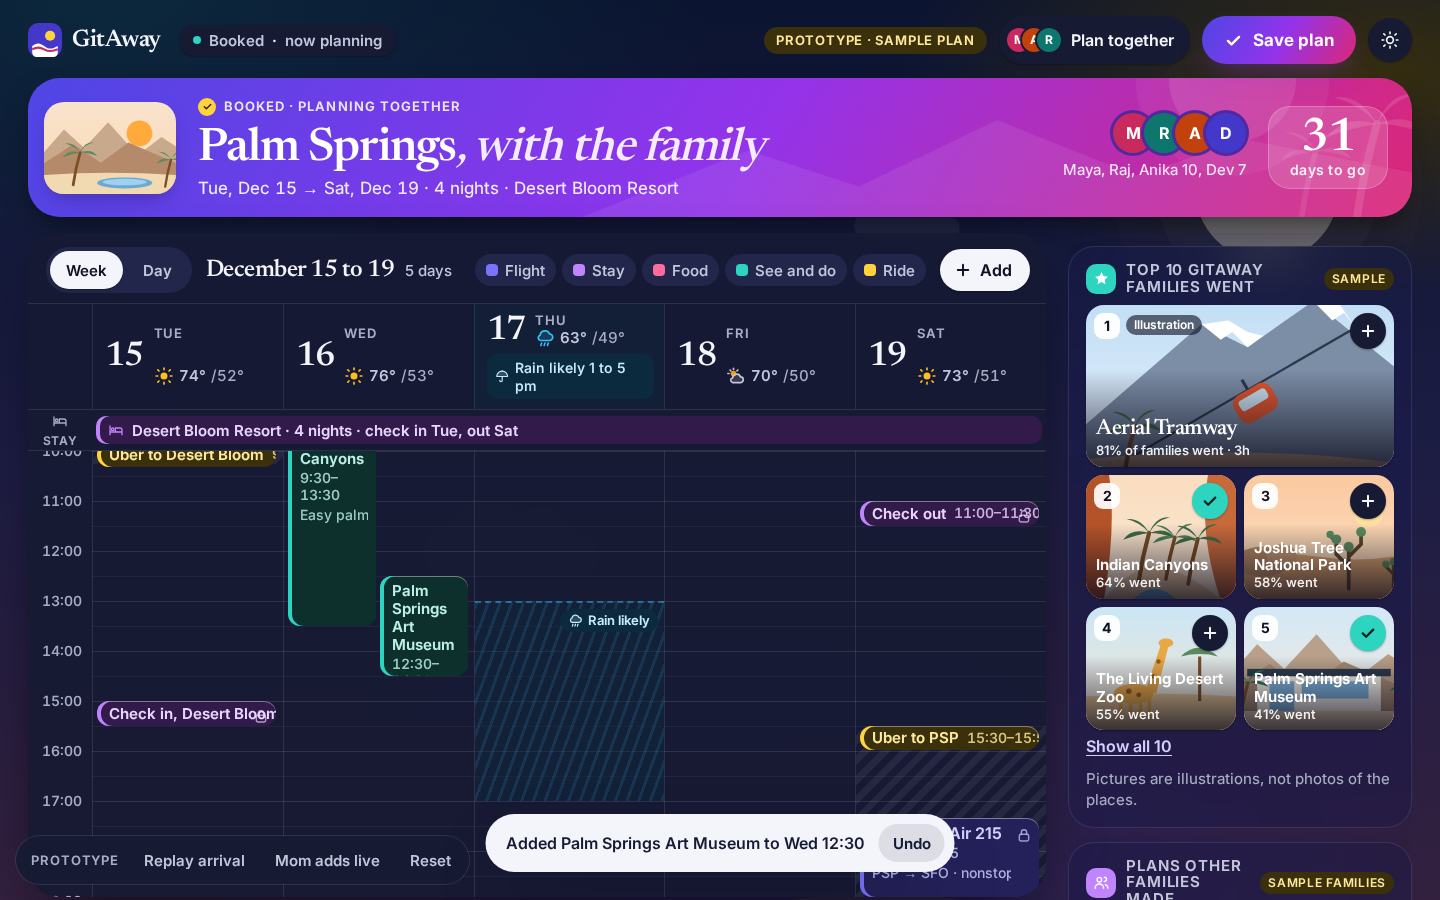 GitAway
Booked · now planning
PROTOTYPE · SAMPLE PLAN
M A R Plan together
Save plan
BOOKED · PLANNING TOGETHER
Palm Springs, with the family
Tue, Dec 15 → Sat, Dec 19 · 4 nights · Desert Bloom Resort
M R A D
Maya, Raj, Anika 10, Dev 7
31
days to go
Week Day
December 15 to 19 5 days
Flight Stay Food See and do Ride
+ Add
15 TUE
74° /52°
16 WED
76° /53°
17 THU
63° /49°
Rain likely 1 to 5
pm
18 FRI
70° /50°
19 SAT
73° /51°
STAY
Desert Bloom Resort · 4 nights · check in Tue, out Sat
10:00
11:00
12:00
13:00
14:00
15:00
16:00
17:00
Uber to Desert Bloom
Check in, Desert Bloom
Canyons
9:30–
13:30
Easy palm
Palm
Springs
Art
Museum
12:30–
Rain likely
Check out 11:00–11:30
Uber to PSP 15:30–15:
Air 215
5
PSP → SFO · nonstop
PROTOTYPE Replay arrival Mom adds live Reset
Added Palm Springs Art Museum to Wed 12:30 Undo
TOP 10 GITAWAY
FAMILIES WENT
SAMPLE
1 Illustration
Aerial Tramway
81% of families went · 3h
2
Indian Canyons
64% went
3
Joshua Tree
National Park
58% went
4
The Living Desert
Zoo
55% went
5
Palm Springs Art
Museum
41% went
Show all 10
Pictures are illustrations, not photos of the
places.
PLANS OTHER
FAMILIES
MADE
SAMPLE FAMILIES